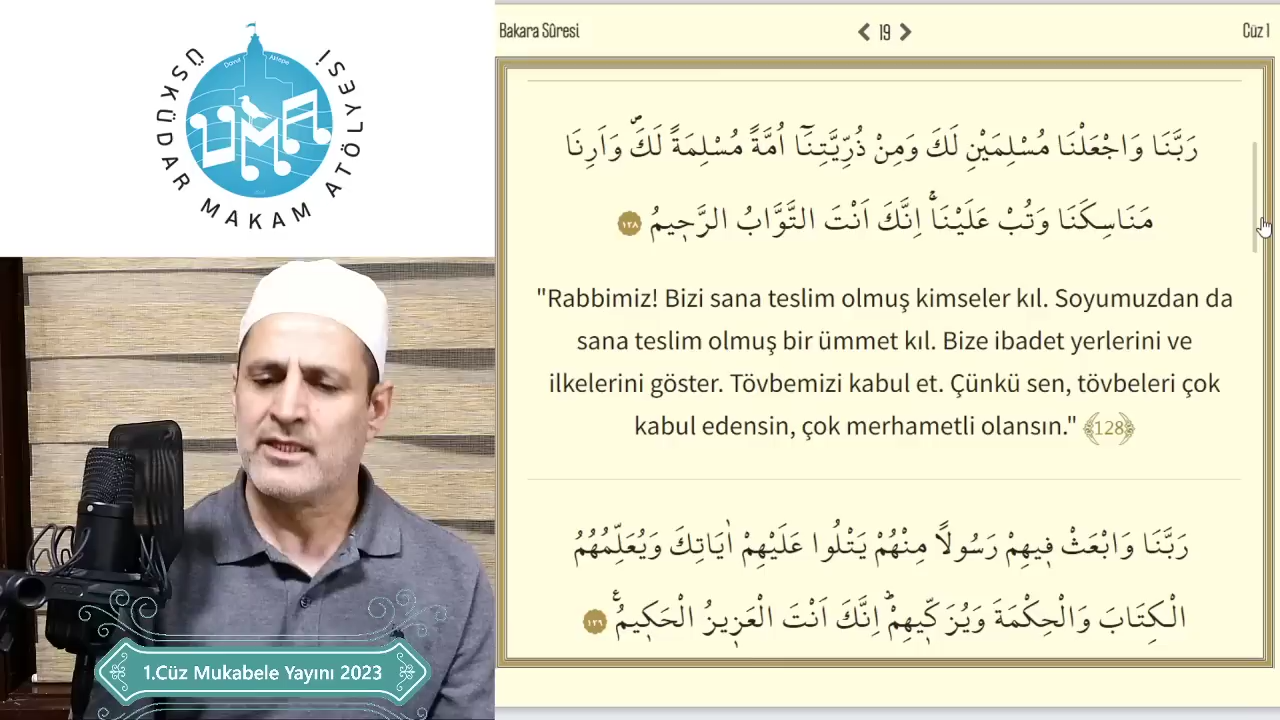 ÜSKÜDAR MAKAM ATÖLYESİ
UMA
1.Cüz Mukabele Yayını 2023
Bakara Sûresi
19
Cüz 1
رَبَّنَا وَاجْعَلْنَا مُسْلِمَيْنِ لَكَ وَمِنْ ذُرِّيَّتِنَٓا اُمَّةً مُسْلِمَةً لَكَۖ وَاَرِنَا
مَنَاسِكَنَا وَتُبْ عَلَيْنَاۚ اِنَّكَ اَنْتَ التَّوَّابُ الرَّح۪يمُ ١٢٨
"Rabbimiz! Bizi sana teslim olmuş kimseler kıl. Soyumuzdan da
sana teslim olmuş bir ümmet kıl. Bize ibadet yerlerini ve
ilkelerini göster. Tövbemizi kabul et. Çünkü sen, tövbeleri çok
kabul edensin, çok merhametli olansın." ﴾128﴿
رَبَّنَا وَابْعَثْ ف۪يهِمْ رَسُولًا مِنْهُمْ يَتْلُوا عَلَيْهِمْ اٰيَاتِكَ وَيُعَلِّمُهُمُ
الْكِتَابَ وَالْحِكْمَةَ وَيُزَكّ۪يهِمْۜ اِنَّكَ اَنْتَ الْعَز۪يزُ الْحَك۪يمُ۟ ١٢٩